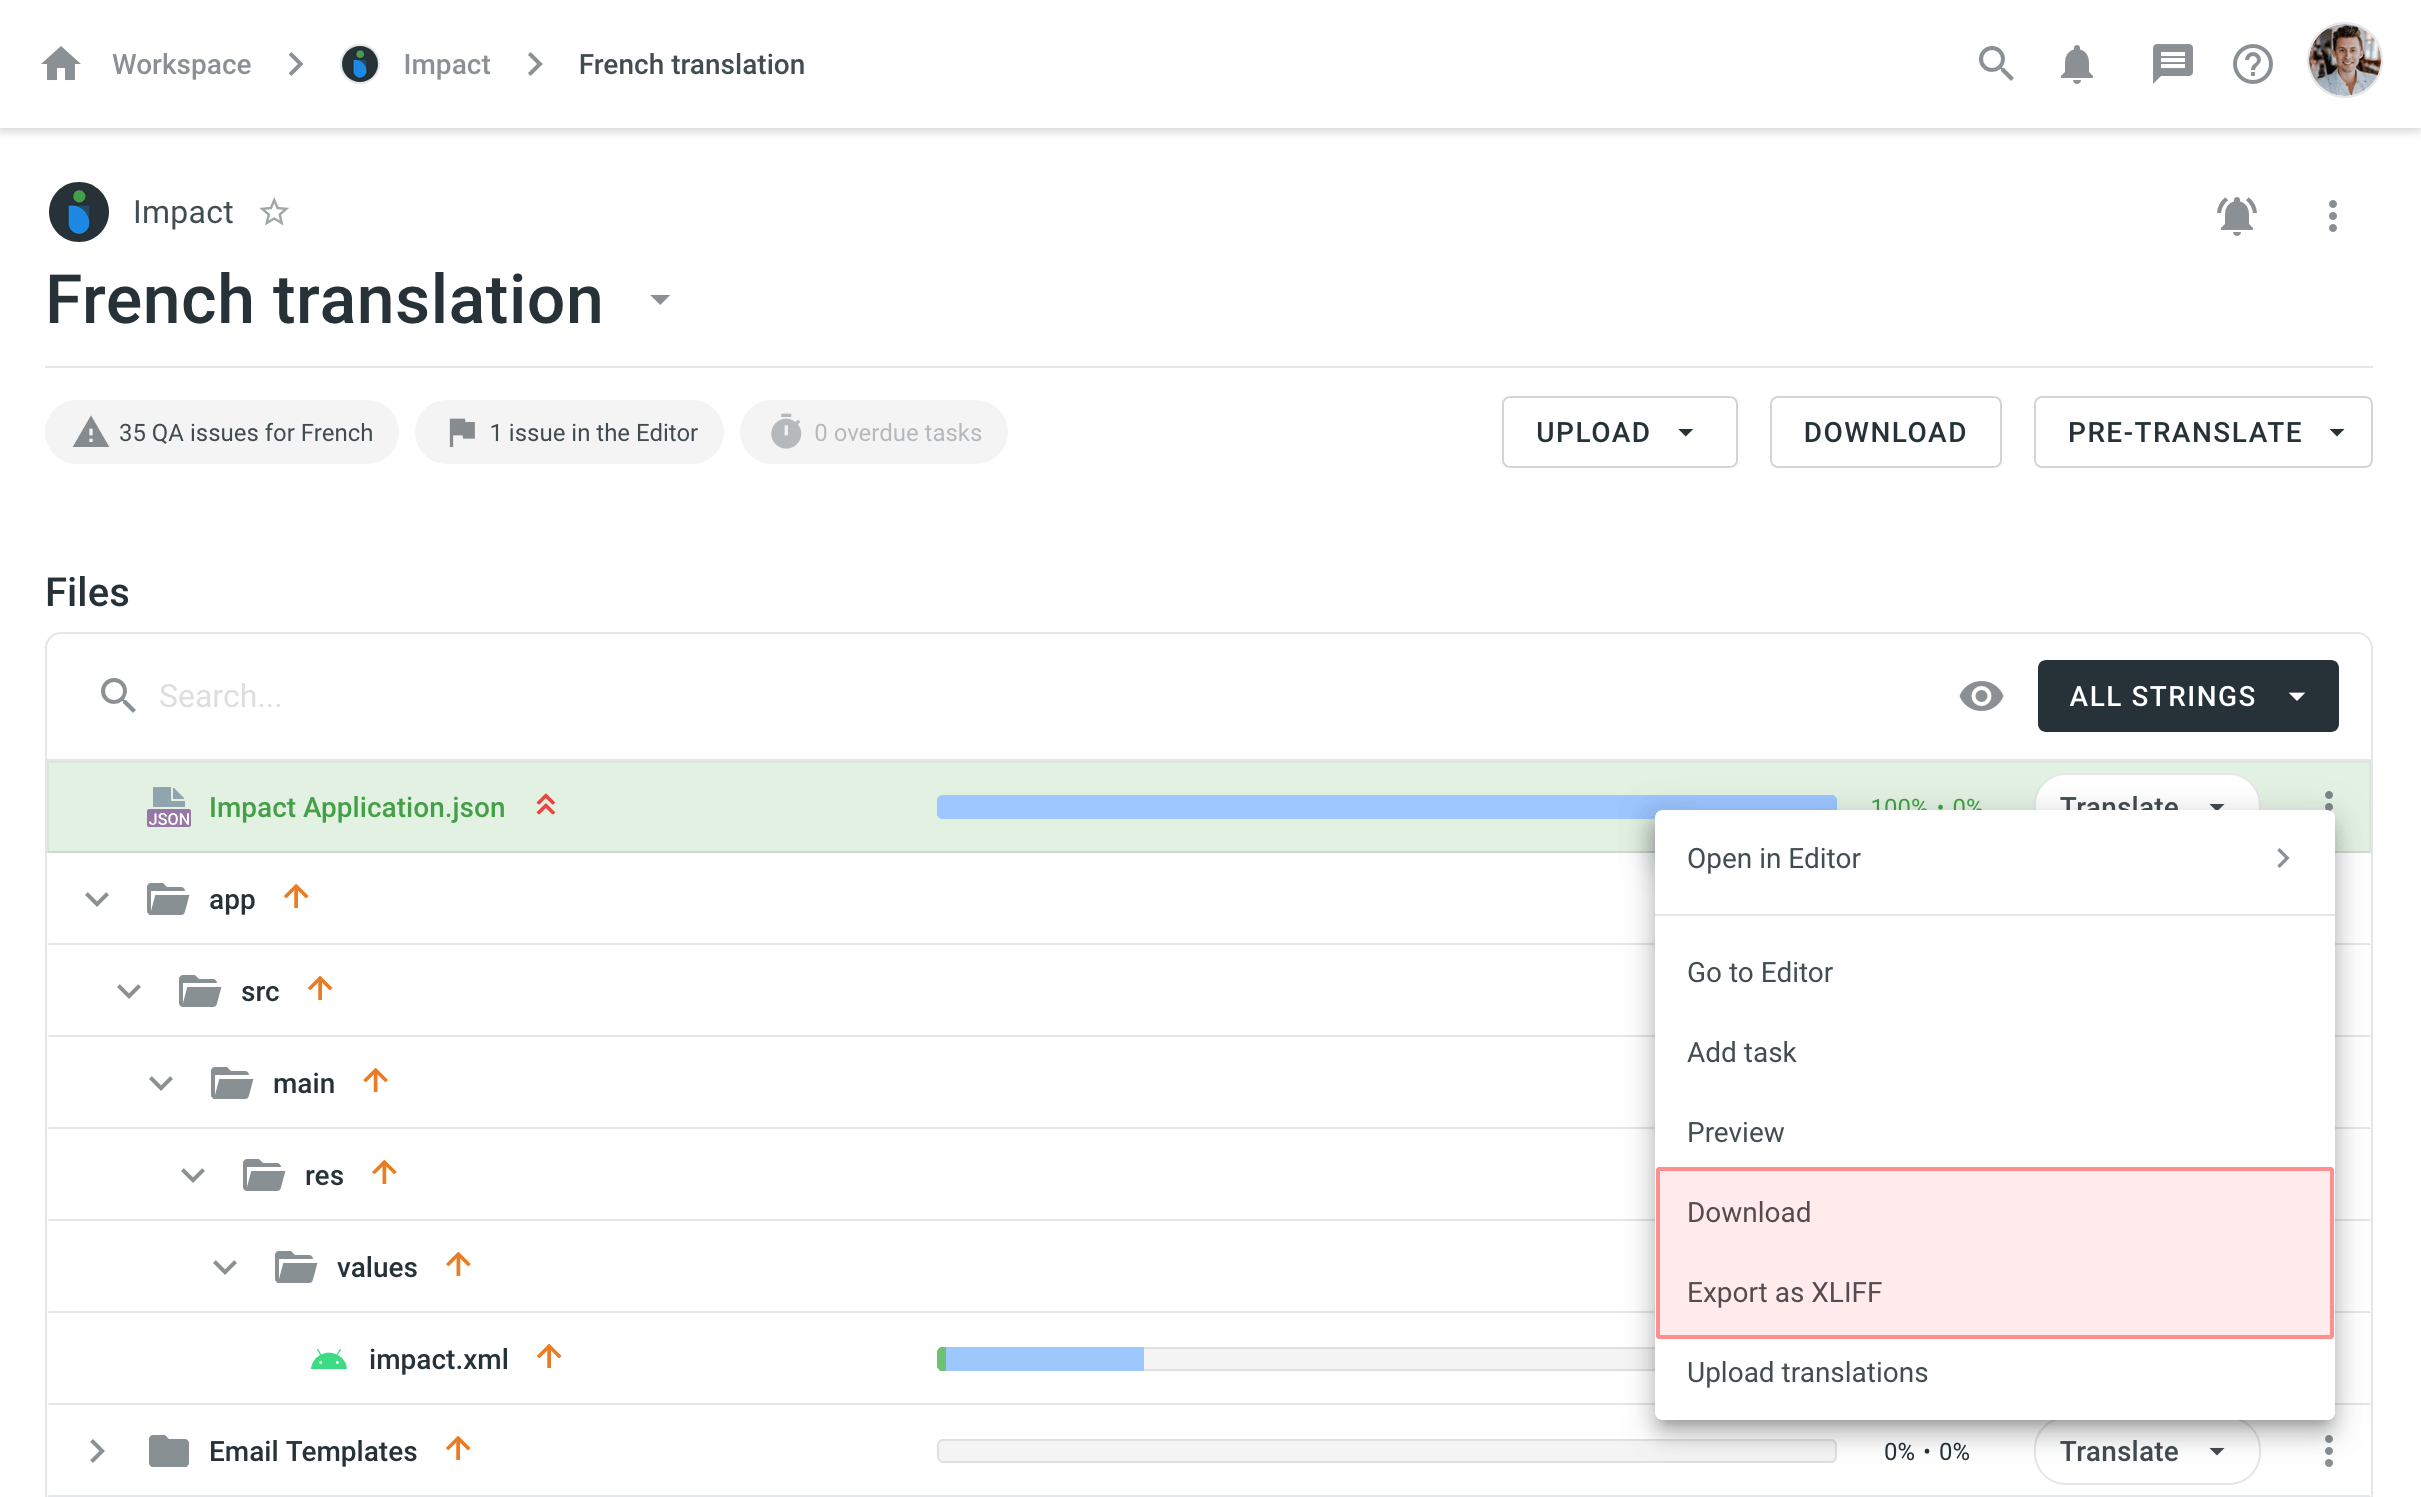 Workspace
Impact
French translation
Impact
French translation
35 QA issues for French
1 issue in the Editor
0 overdue tasks
UPLOAD
DOWNLOAD
PRE-TRANSLATE
Files
Search...
ALL STRINGS
JSON
Impact Application.json
100% • 0%
Translate
Open in Editor
app
Go to Editor
src
Add task
main
Preview
res
Download
values
Export as XLIFF
impact.xml
Upload translations
Email Templates
0% • 0%
Translate